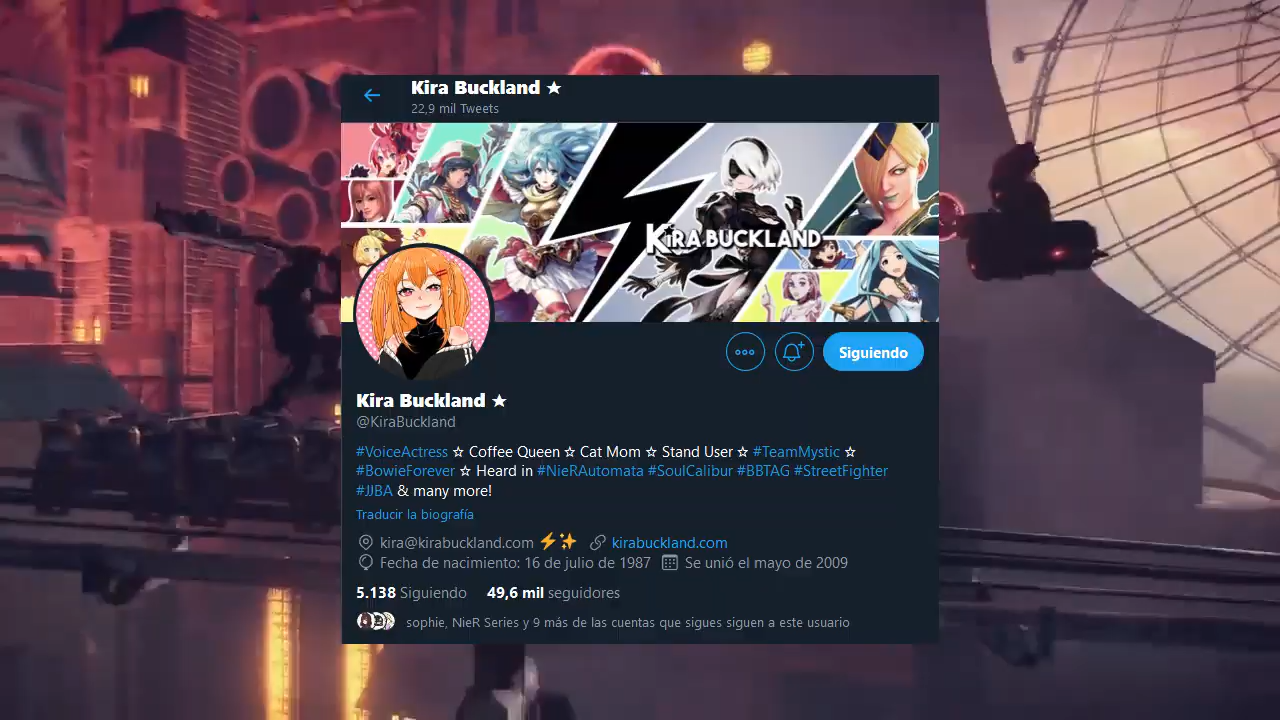 Kira Buckland ★
22,9 mil Tweets
KIRA BUCKLAND
Siguiendo
Kira Buckland ★
@KiraBuckland
#VoiceActress ☆ Coffee Queen ☆ Cat Mom ☆ Stand User ☆ #TeamMystic ☆
#BowieForever ☆ Heard in #NieRAutomata #SoulCalibur #BBTAG #StreetFighter
#JJBA & many more!
Traducir la biografía
kira@kirabuckland.com ⚡✨ kirabuckland.com
Fecha de nacimiento: 16 de julio de 1987 Se unió el mayo de 2009
5.138 Siguiendo 49,6 mil seguidores
sophie, NieR Series y 9 más de las cuentas que sigues siguen a este usuario